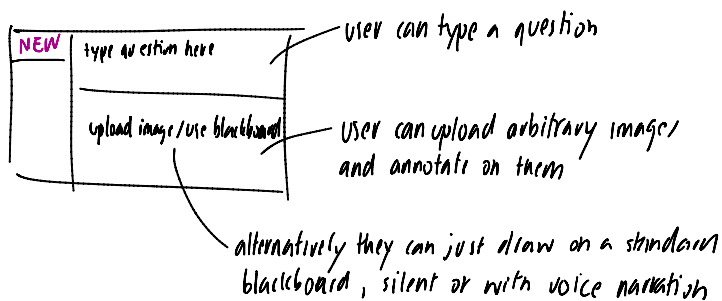 NEW
type question here
user can type a question
upload image/use blackboard
user can upload arbitrary image/
and annotate on them
alternatively they can just draw on a standard
blackboard, silent or with voice narration